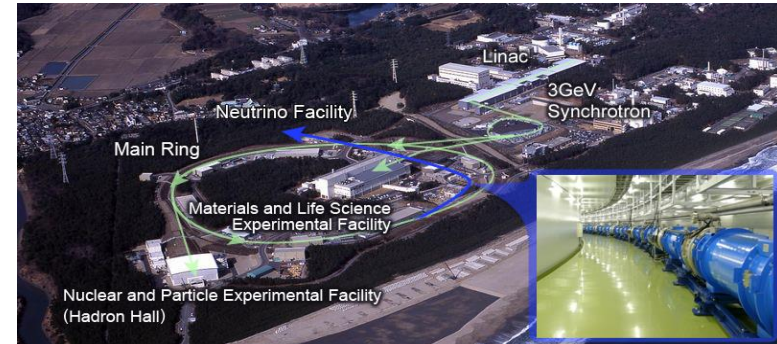 Linac
3GeV
Synchrotron
Neutrino Facility
Main Ring
Materials and Life Science
Experimental Facility
Nuclear and Particle Experimental Facility
(Hadron Hall)